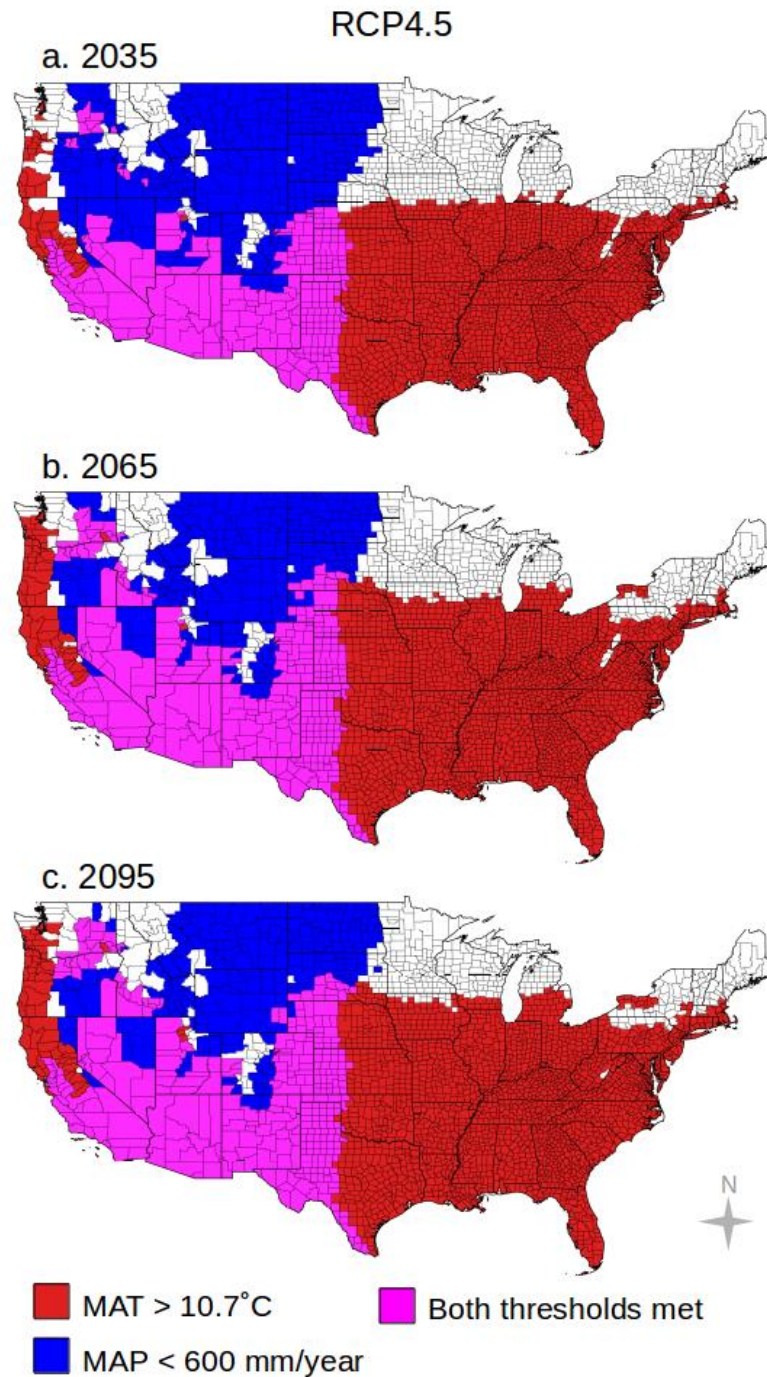 RCP4.5
a. 2035
b. 2065
c. 2095
N
MAT > 10.7˚C
Both thresholds met
MAP < 600 mm/year